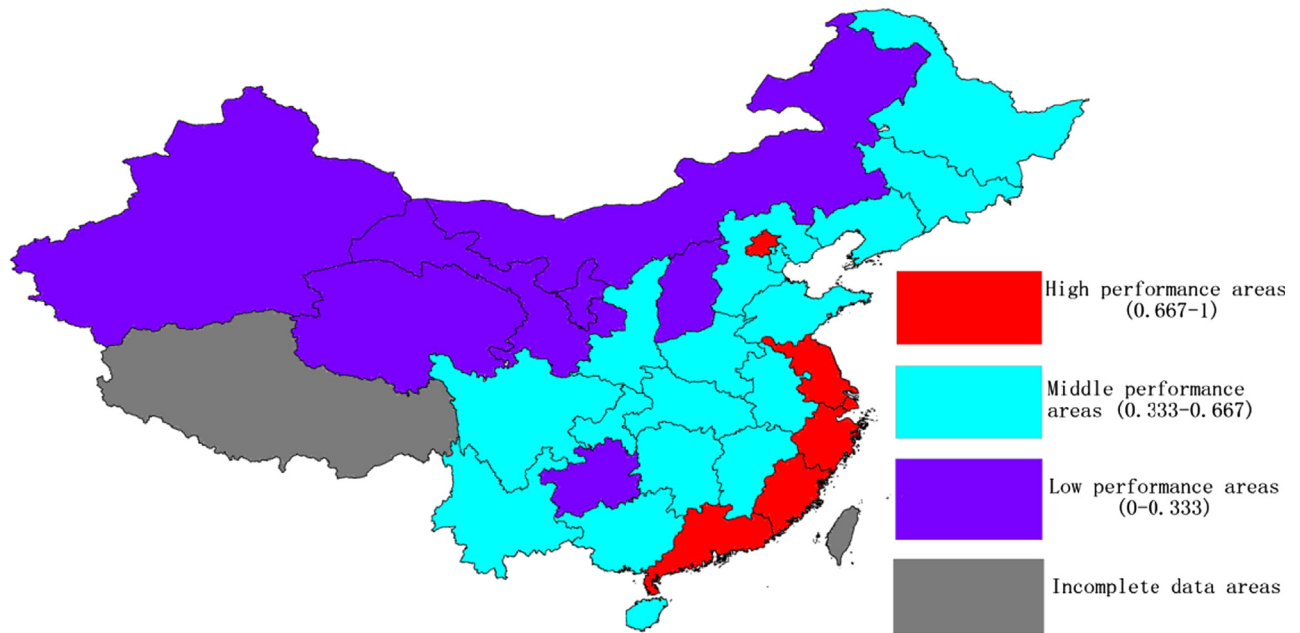 High performance areas
(0.667-1)
Middle performance
areas (0.333-0.667)
Low performance areas
(0-0.333)
Incomplete data areas